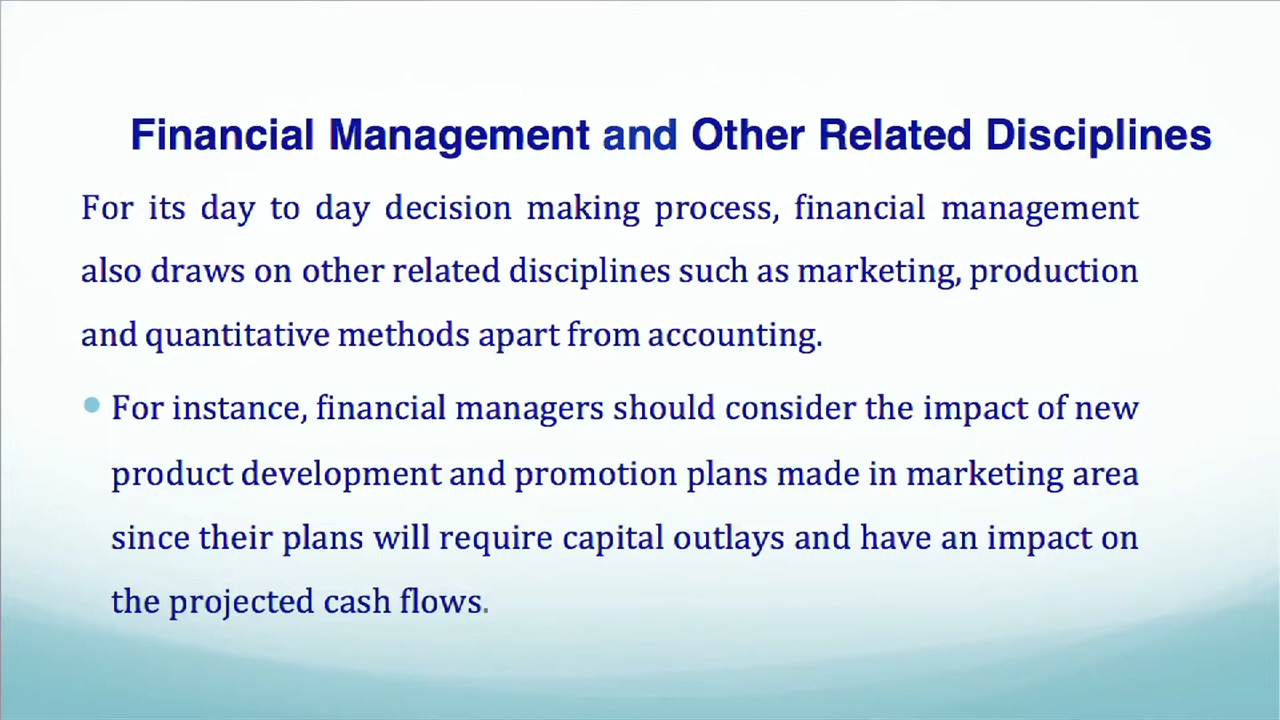 Financial Management and Other Related Disciplines
For its day to day decision making process, financial management
also draws on other related disciplines such as marketing, production
and quantitative methods apart from accounting.
• For instance, financial managers should consider the impact of new
product development and promotion plans made in marketing area
since their plans will require capital outlays and have an impact on
the projected cash flows.